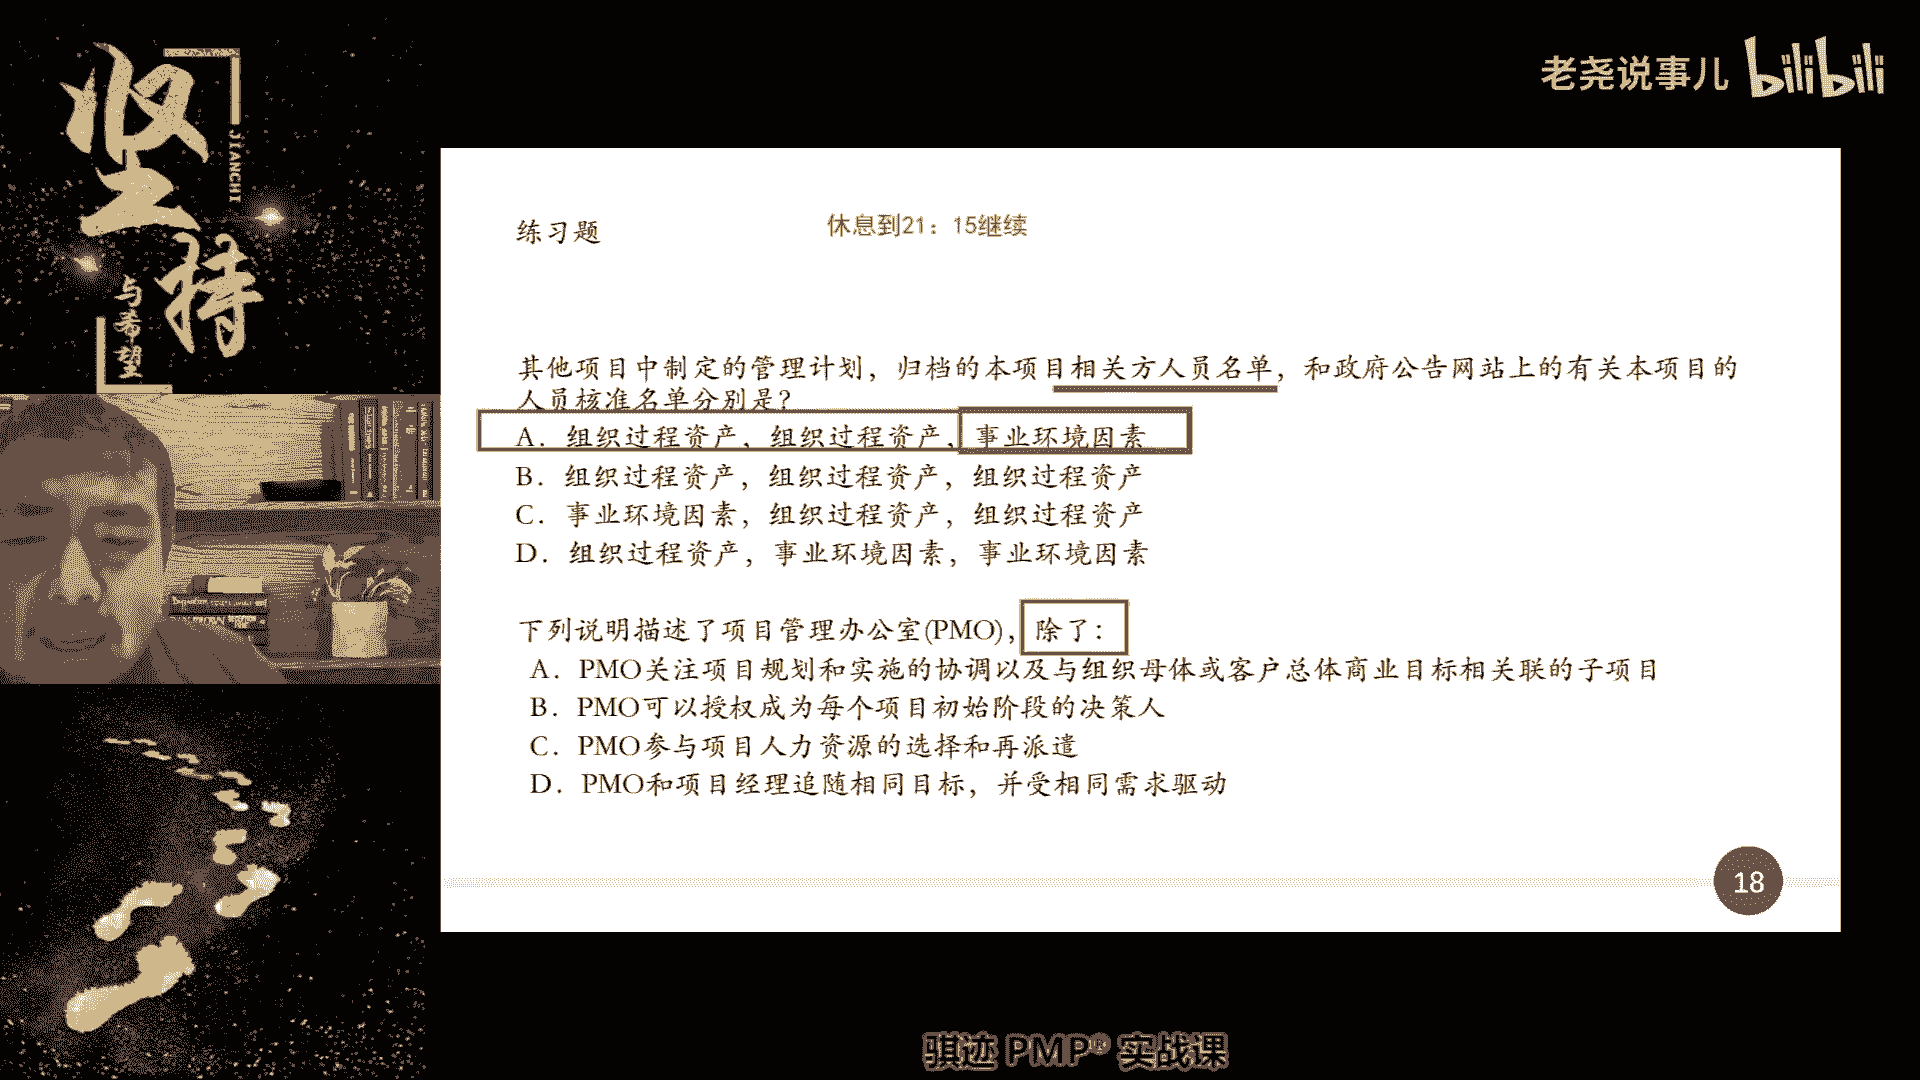 坚持
JIANCHI
与希望
老尧说事儿 bilibili
练习题
休息到21：15继续
其他项目中制定的管理计划，归档的本项目相关方人员名单，和政府公告网站上的有关本项目的
人员核准名单分别是？
A．组织过程资产，组织过程资产，事业环境因素
B．组织过程资产，组织过程资产，组织过程资产
C．事业环境因素，组织过程资产，组织过程资产
D．组织过程资产，事业环境因素，事业环境因素
下列说明描述了项目管理办公室(PMO)，除了：
A．PMO关注项目规划和实施的协调以及与组织母体或客户总体商业目标相关联的子项目
B．PMO可以授权成为每个项目初始阶段的决策人
C．PMO参与项目人力资源的选择和再派遣
D．PMO和项目经理追随相同目标，并受相同需求驱动
18
骐迹 PMP® 实战课